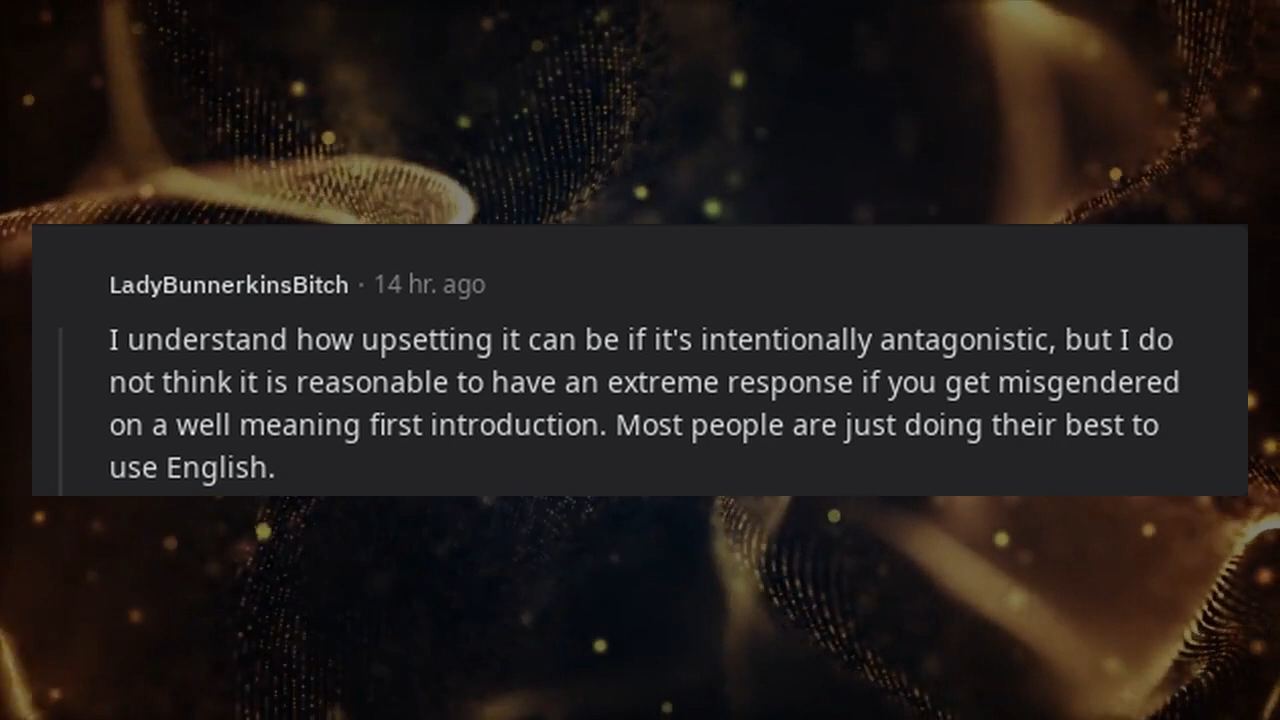 LadyBunnerkinsBitch · 14 hr. ago
I understand how upsetting it can be if it's intentionally antagonistic, but I do
not think it is reasonable to have an extreme response if you get misgendered
on a well meaning first introduction. Most people are just doing their best to
use English.